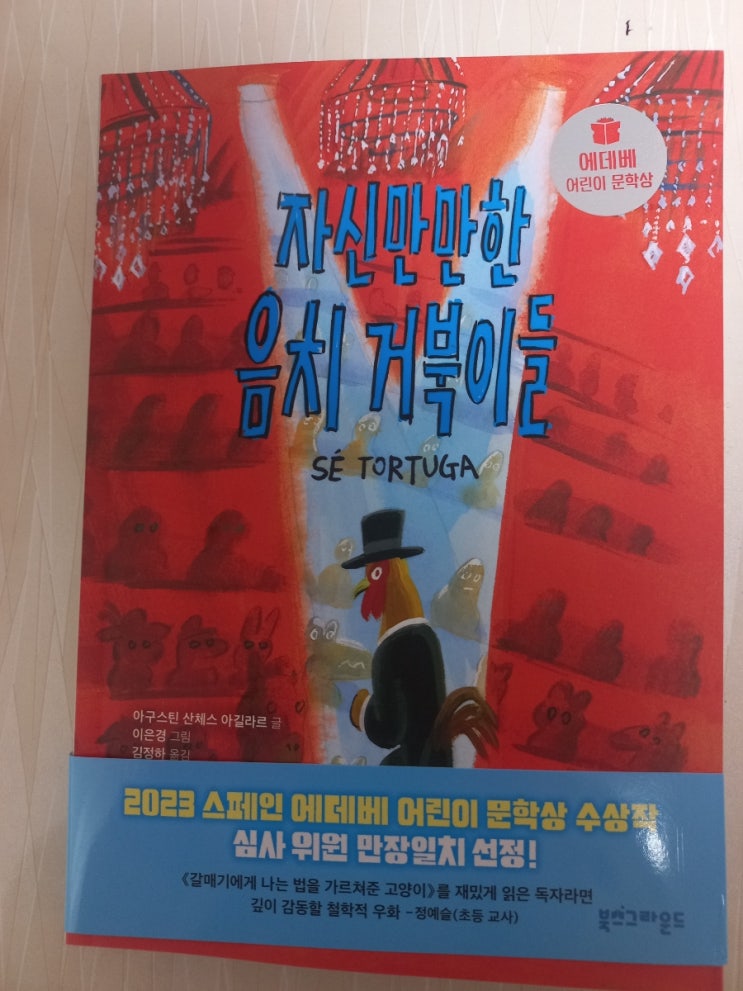 에데베
어린이 문학상
자신만만한
음치 거북이들
SÉ TORTUGA
아구스틴 산체스 아길라르 글
이은경 그림
김정하 옮김
2023 스페인 에데베 어린이 문학상 수상작
심사 위원 만장일치 선정!
《갈매기에게 나는 법을 가르쳐준 고양이》를 재밌게 읽은 독자라면
깊이 감동할 철학적 우화 – 정예슬(초등 교사)
북스그라운드